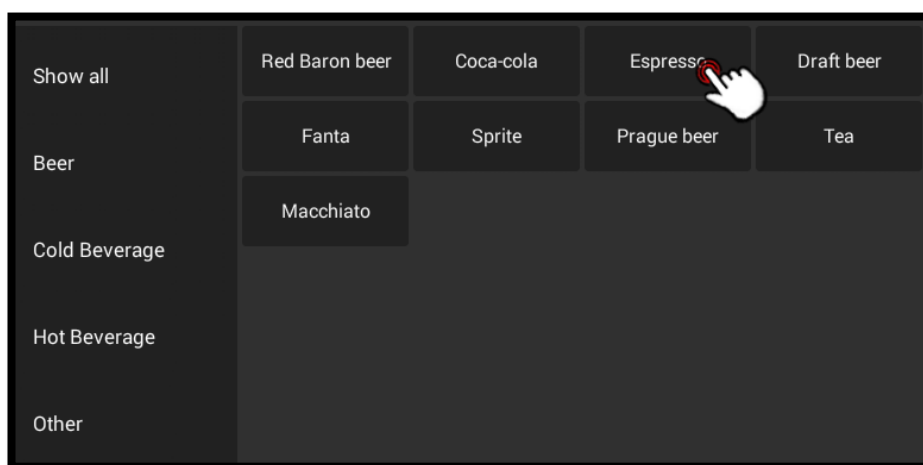 Show all
Beer
Cold Beverage
Hot Beverage
Other
Red Baron beer
Coca-cola
Espresso
Draft beer
Fanta
Sprite
Prague beer
Tea
Macchiato